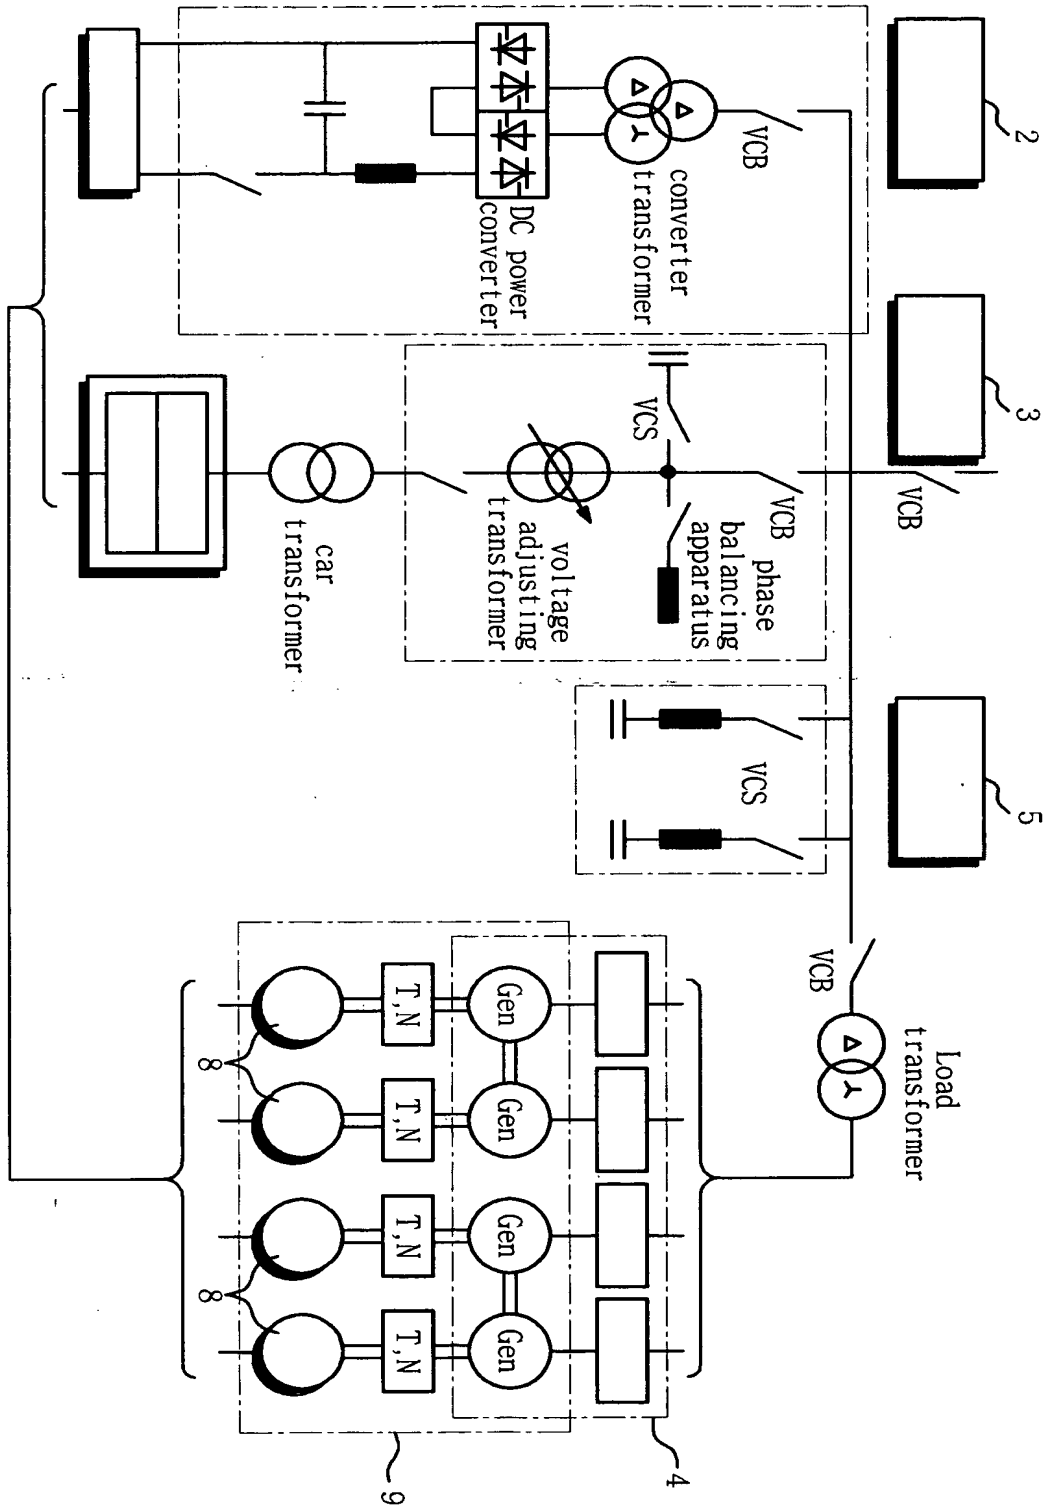 2
3
5
VCB
converter
transformer
DC power
converter
VCB
VCS
VCB
phase
balancing
apparatus
voltage
adjusting
transformer
car
transformer
VCS
VCB
Load
transformer
Gen
Gen
Gen
Gen
T,N
T,N
T,N
T,N
8
8
4
9